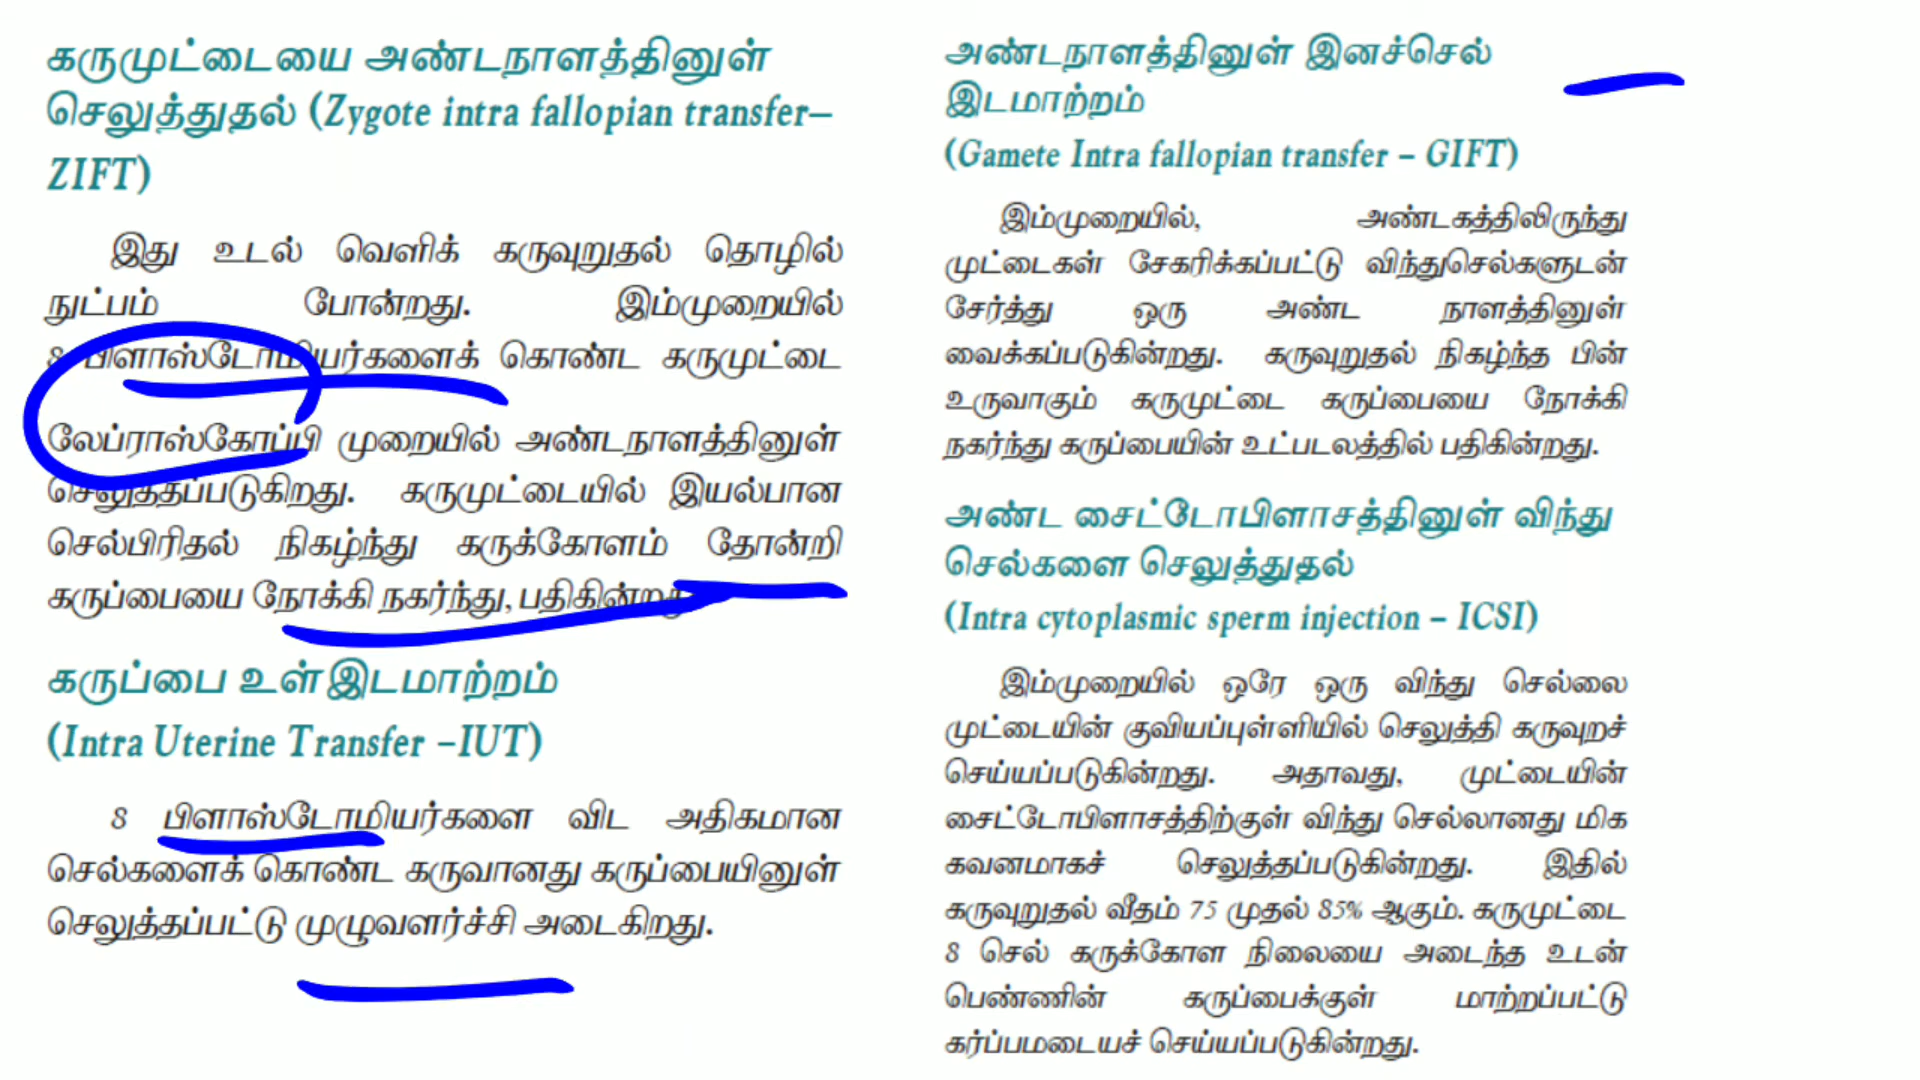 கருமுட்டையை அண்டநாளத்தினுள்
செலுத்துதல் (Zygote intra fallopian transfer–
ZIFT)
இது உடல் வெளிக் கருவுறுதல் தொழில்
நுட்பம் போன்றது. இம்முறையில்
8 பிளாஸ்டோமியர்களைக் கொண்ட கருமுட்டை
லேப்ராஸ்கோப்பி முறையில் அண்டநாளத்தினுள்
செலுத்தப்படுகிறது. கருமுட்டையில் இயல்பான
செல்பிரிதல் நிகழ்ந்து கருக்கோளம் தோன்றி
கருப்பையை நோக்கி நகர்ந்து, பதிகின்றது
கருப்பை உள்இடமாற்றம்
(Intra Uterine Transfer –IUT)
8 பிளாஸ்டோமியர்களை விட அதிகமான
செல்களைக் கொண்ட கருவானது கருப்பையினுள்
செலுத்தப்பட்டு முழுவளர்ச்சி அடைகிறது.
அண்டநாளத்தினுள் இனச்செல்
இடமாற்றம்
(Gamete Intra fallopian transfer – GIFT)
இம்முறையில், அண்டகத்திலிருந்து
முட்டைகள் சேகரிக்கப்பட்டு விந்துசெல்களுடன்
சேர்த்து ஒரு அண்ட நாளத்தினுள்
வைக்கப்படுகின்றது. கருவுறுதல் நிகழ்ந்த பின்
உருவாகும் கருமுட்டை கருப்பையை நோக்கி
நகர்ந்து கருப்பையின் உட்படலத்தில் பதிகின்றது.
அண்ட சைட்டோபிளாசத்தினுள் விந்து
செல்களை செலுத்துதல்
(Intra cytoplasmic sperm injection – ICSI)
இம்முறையில் ஒரே ஒரு விந்து செல்லை
முட்டையின் குவியப்புள்ளியில் செலுத்தி கருவுறச்
செய்யப்படுகின்றது. அதாவது, முட்டையின்
சைட்டோபிளாசத்திற்குள் விந்து செல்லானது மிக
கவனமாகச் செலுத்தப்படுகின்றது. இதில்
கருவுறுதல் வீதம் 75 முதல் 85% ஆகும். கருமுட்டை
8 செல் கருக்கோள நிலையை அடைந்த உடன்
பெண்ணின் கருப்பைக்குள் மாற்றப்பட்டு
கர்ப்பமடையச் செய்யப்படுகின்றது.